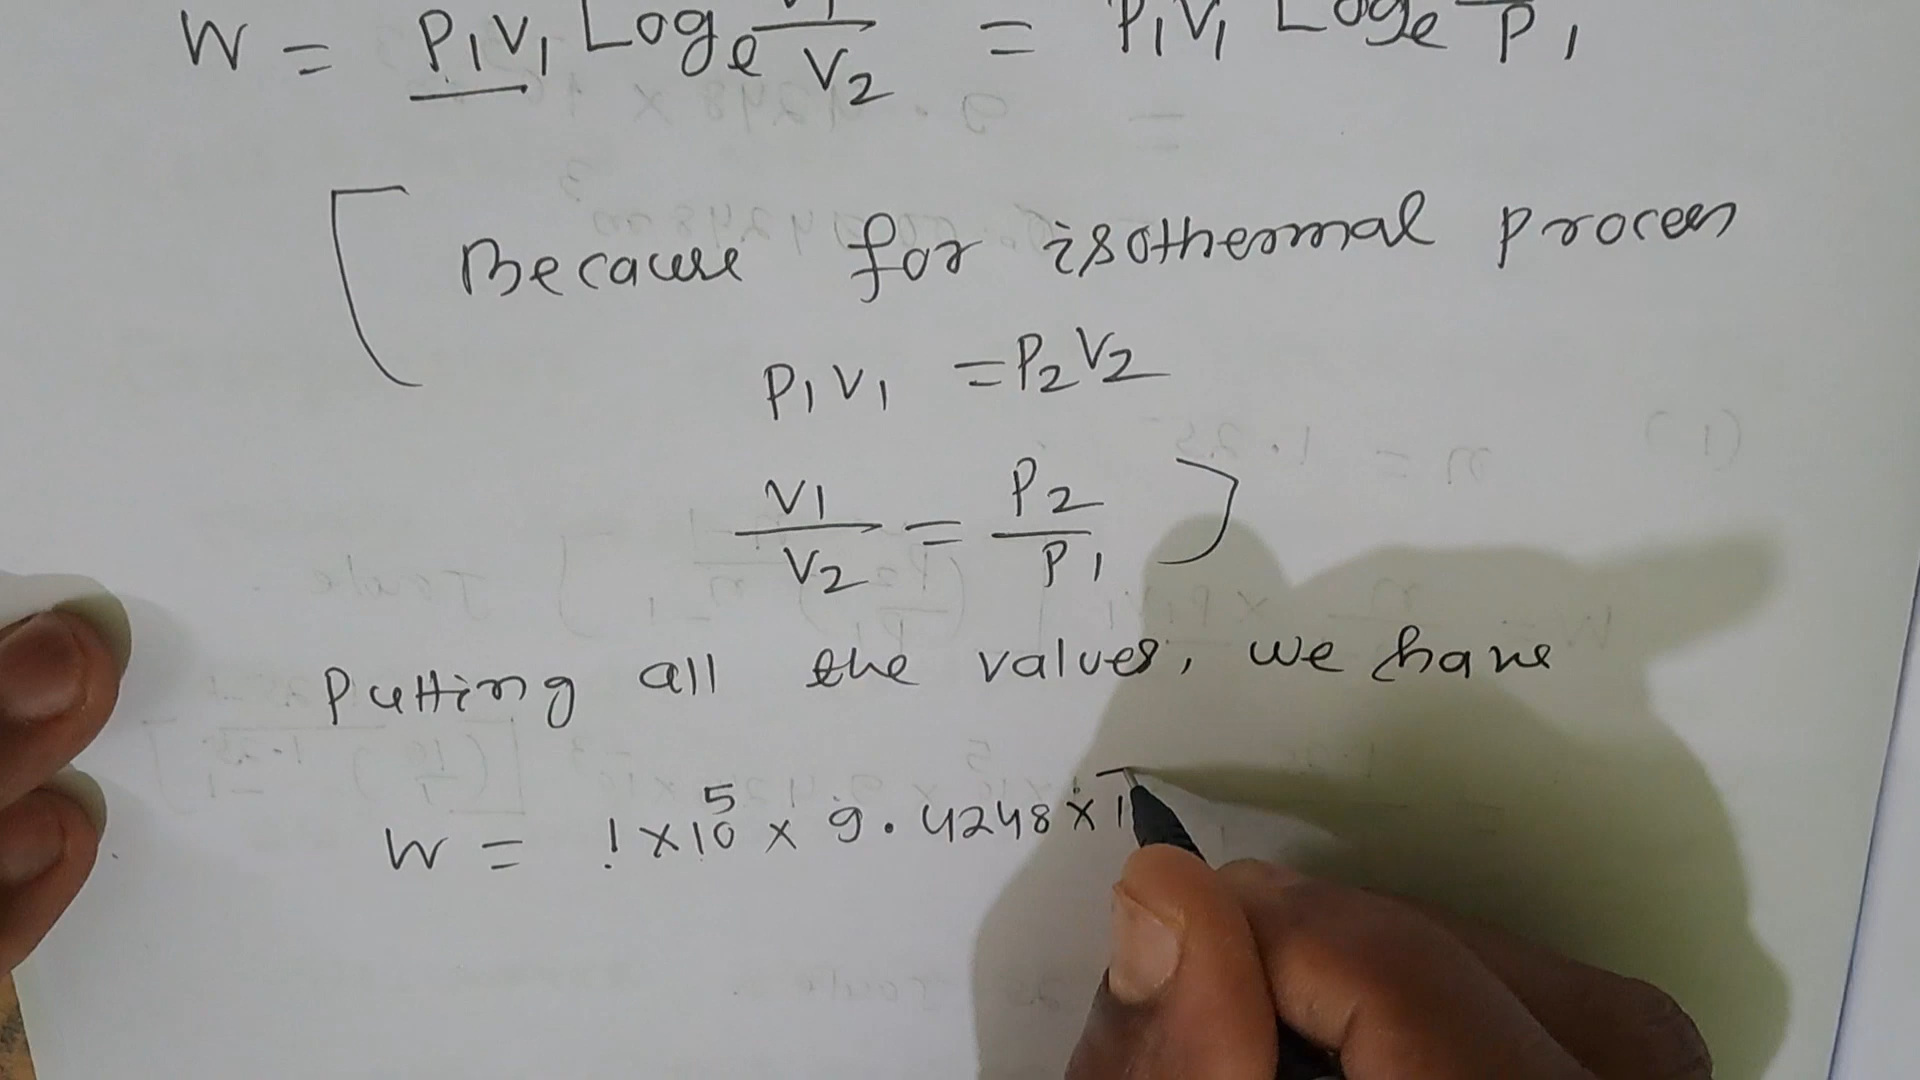 W = P1V1 Loge V1/V2 = P1V1 Loge P2/P1
Because for isothermal process
P1V1 = P2V2
V1/V2 = P2/P1
Putting all the values, we have
W = 1 × 10^5 × 9.4248 × 1